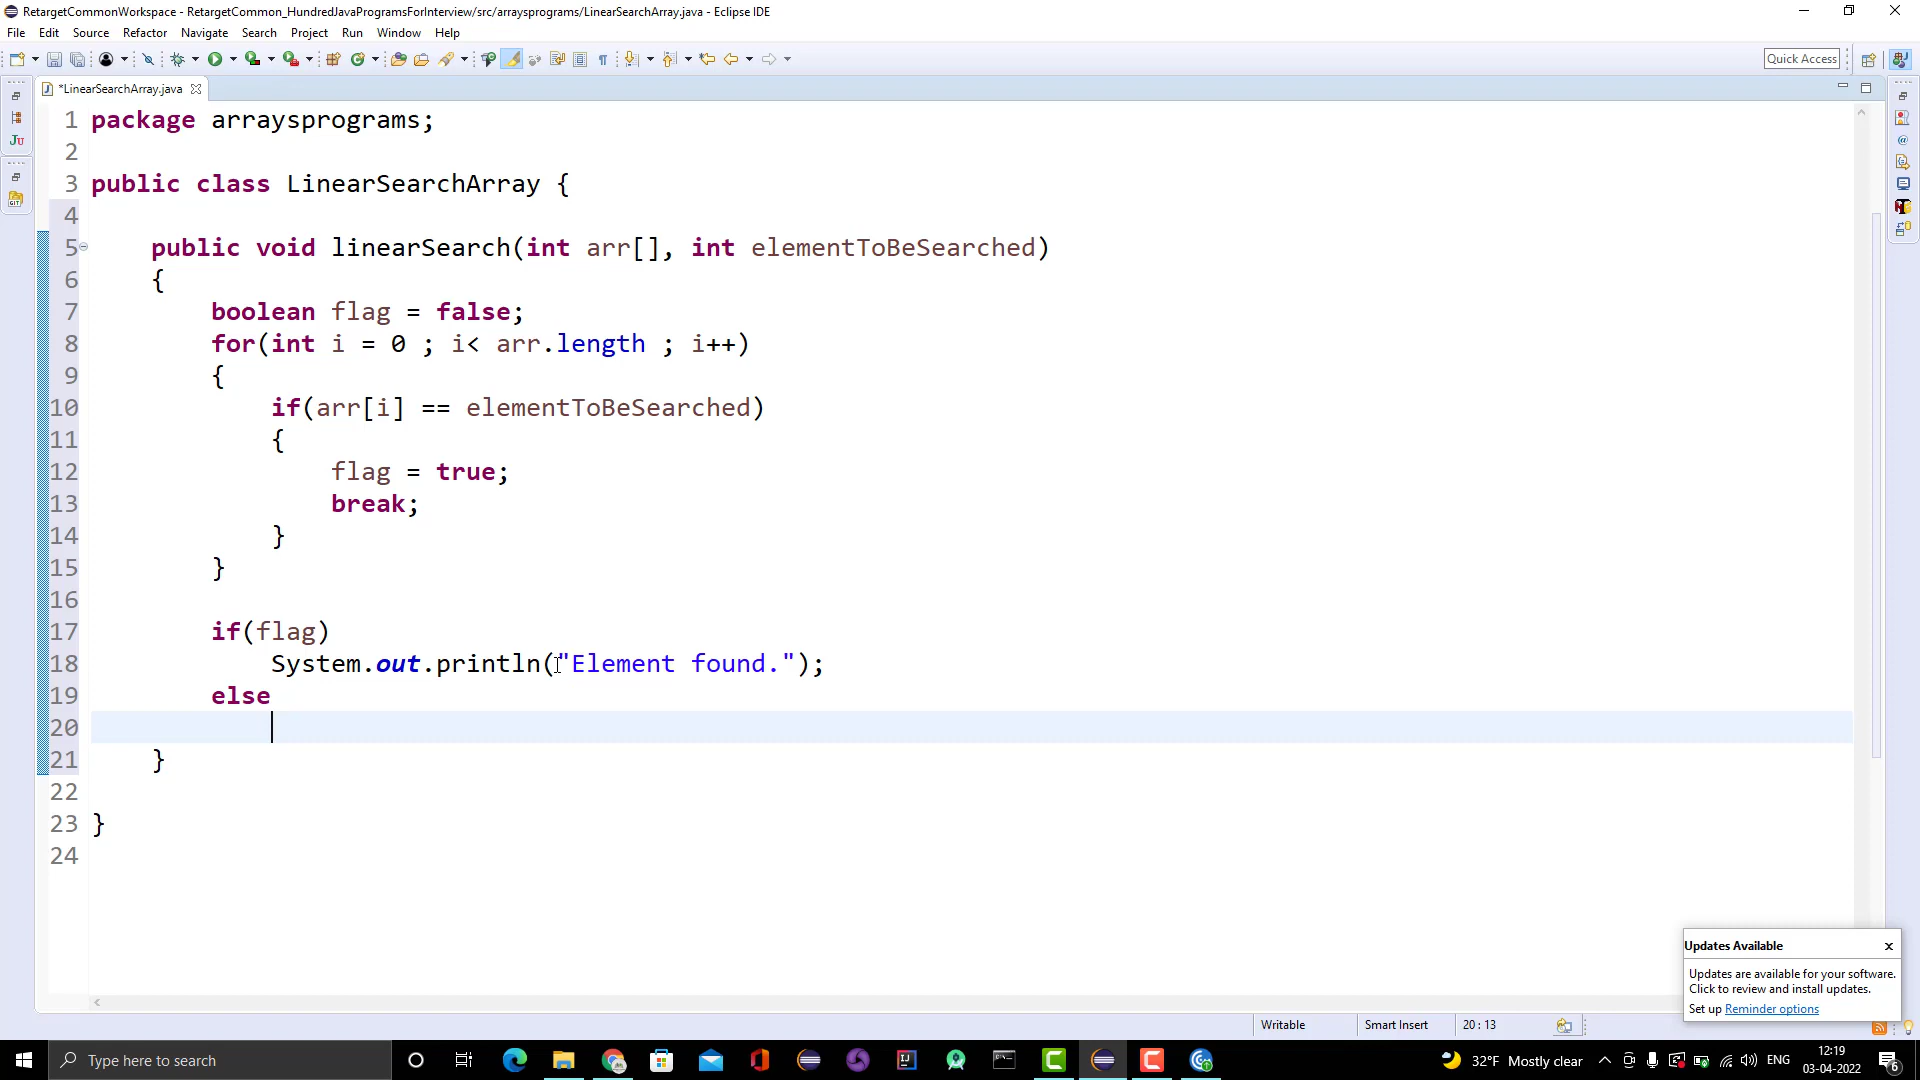 RetargetCommonWorkspace - RetargetCommon_HundredJavaProgramsForInterview/src/arraysprograms/LinearSearchArray.java - Eclipse IDE
File Edit Source Refactor Navigate Search Project Run Window Help
Quick Access
*LinearSearchArray.java
1 package arraysprograms;
2
3 public class LinearSearchArray {
4
5 public void linearSearch(int arr[], int elementToBeSearched)
6 {
7 boolean flag = false;
8 for(int i = 0 ; i< arr.length ; i++)
9 {
10 if(arr[i] == elementToBeSearched)
11 {
12 flag = true;
13 break;
14 }
15 }
16
17 if(flag)
18 System.out.println("Element found.");
19 else
20
21 }
22
23 }
24
Updates Available
Updates are available for your software.
Click to review and install updates.
Set up Reminder options
Writable Smart Insert 20 : 13
Type here to search
32°F Mostly clear
ENG
12:19
03-04-2022
6